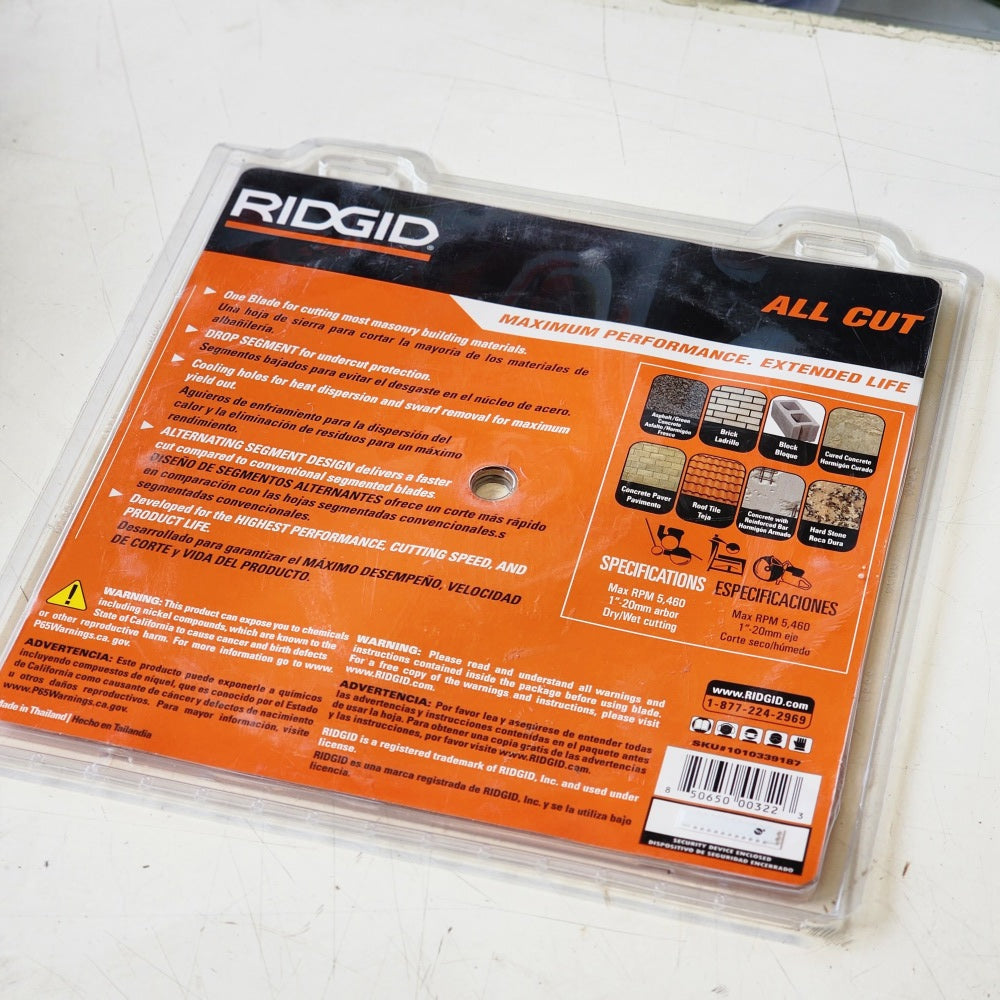 RIDGID®
ALL CUT
MAXIMUM PERFORMANCE. EXTENDED LIFE
One Blade for cutting most masonry building materials.
Una hoja de sierra para cortar la mayoría de los materiales de
albañilería.
DROP SEGMENT for undercut protection.
Segmentos bajados para evitar el desgaste en el núcleo de acero.
Cooling holes for heat dispersion and swarf removal for maximum
yield out.
Aguieros de enfriamiento para la dispersión del
calor y la eliminación de residuos para un máximo
rendimiento.
ALTERNATING SEGMENT DESIGN delivers a faster
cut compared to conventional segmented blades.
DISENO DE SEGMENTOS ALTERNANTES ofrece un corte más rápido
en comparación con las hojas segmentadas convencionales.s
segmentadas convencionales.
Developed for the HIGHEST PERFORMANCE, CUTTING SPEED, AND
PRODUCT LIFE.
Desarrollado para garantizar el MÁXIMO DESEMPEÑO, VELOCIDAD
DE CORTE y VIDA DEL PRODUCTO.
Asphalt/Green
Concrete
Asfalto/Hormigón
Fresco
Brick
Ladrillo
Block
Bloque
Cured Concrete
Hormigón Curado
Concrete Paver
Pavimento
Roof Tile
Teja
Concrete with
Reinforced Bar
Hormigón Armado
Hard Stone
Roca Dura
SPECIFICATIONS
Max RPM 5,460
1"-20mm arbor
Dry/Wet cutting
ESPECIFICACIONES
Max RPM 5,460
1"-20mm eje
Corte seco/húmedo
WARNING: This product can expose you to chemicals
including nickel compounds, which are known to the
State of California to cause cancer and birth defects
or other reproductive harm. For more information go to www.
P65Warnings.ca. gov.
ADVERTENCIA: Este producto puede exponerle a químicos
incluyendo compuestos de níquel, que es conocido por el Estado
de California como causanto de cáncer y defectos de nacimiento
u otros daños reproductivos. Para mayor información, visite
www.P65Warnings.ca.gov.
Made in Thailand | Hecho en Tailandia
WARNING: Please read and understand all warnings and
instructions contained inside the package before using blade.
For a free copy of the warnings and instructions, please visit
www.RIDGID.com.
ADVERTENCIA: Por favor lea y asegúrese de entender todas
las advertencias y instrucciones contenidas en el paquete antes
de usar la hoja. Para obtener una copia gratis de las advertencias
y las instrucciones, por favor visite www.RIDGID.com.
RIDGID is a registered trademark of RIDGID, Inc. and used under
license.
RIDGID es una marca registrada de RIDGID, Inc. y se la utiliza bajo
licencia.
www.RIDGID.com
1-877-224-2969
SKU#1010339187
8 50650 00322 3
SECURITY DEVICE ENCLOSED
DISPOSITIVO DE SEGURIDAD ENCERRADO